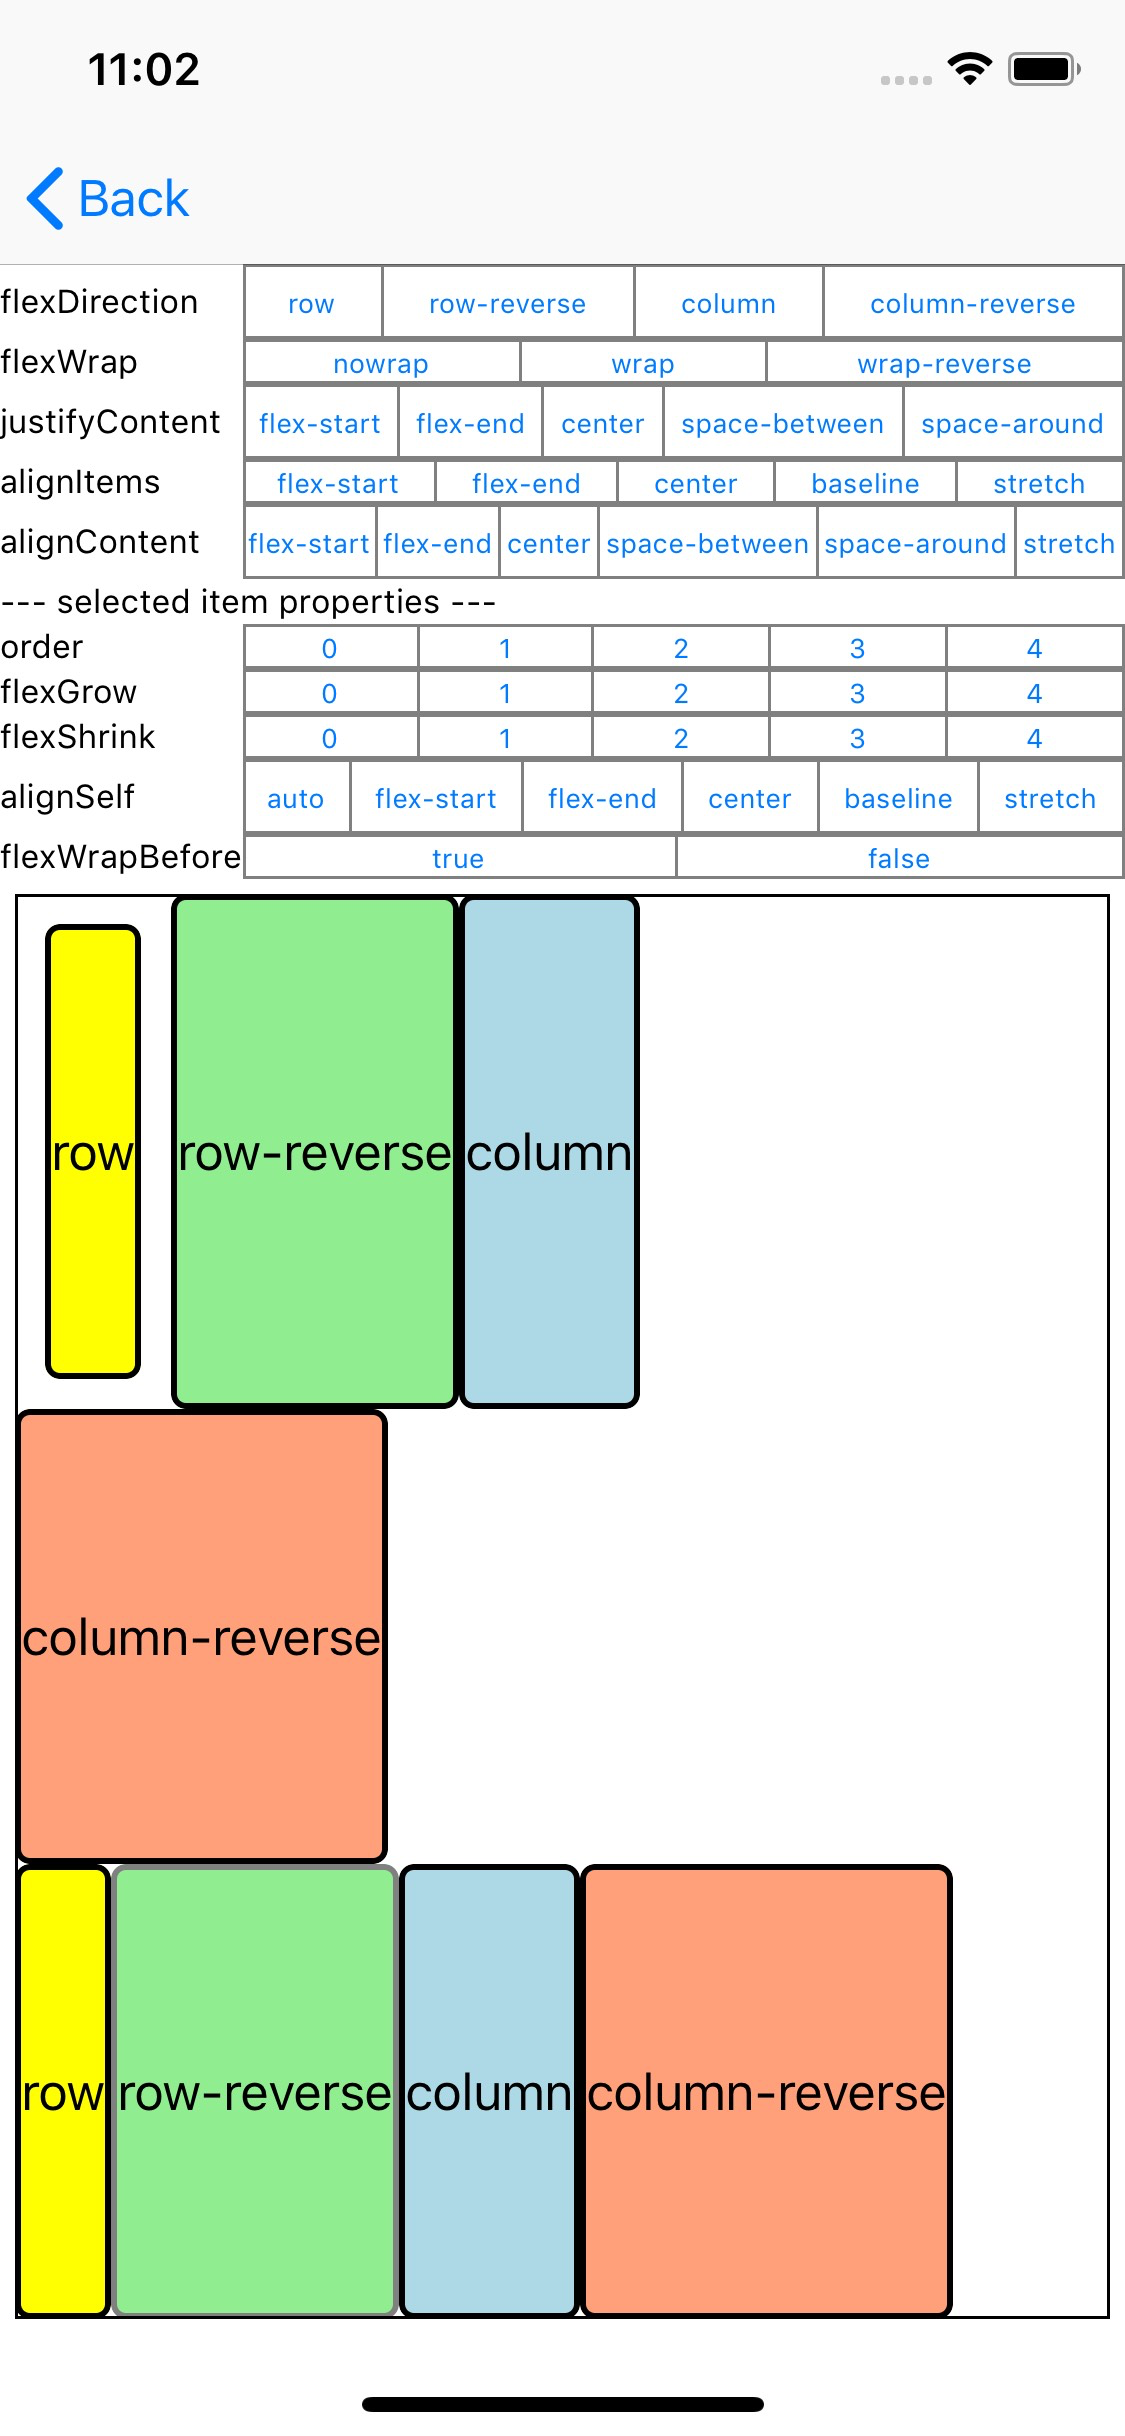 11:02
Back
flexDirection row row-reverse column column-reverse
flexWrap nowrap wrap wrap-reverse
justifyContent flex-start flex-end center space-between space-around
alignItems flex-start flex-end center baseline stretch
alignContent flex-start flex-end center space-between space-around stretch
--- selected item properties ---
order 0 1 2 3 4
flexGrow 0 1 2 3 4
flexShrink 0 1 2 3 4
alignSelf auto flex-start flex-end center baseline stretch
flexWrapBefore true false
row row-reverse column
column-reverse
row row-reverse column column-reverse